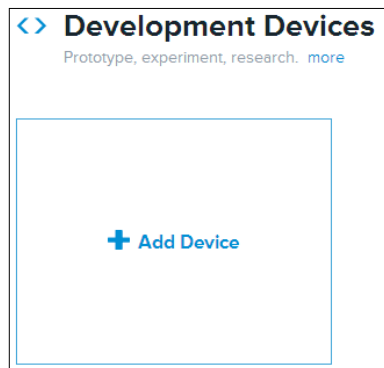 Development Devices
Prototype, experiment, research. more
Add Device